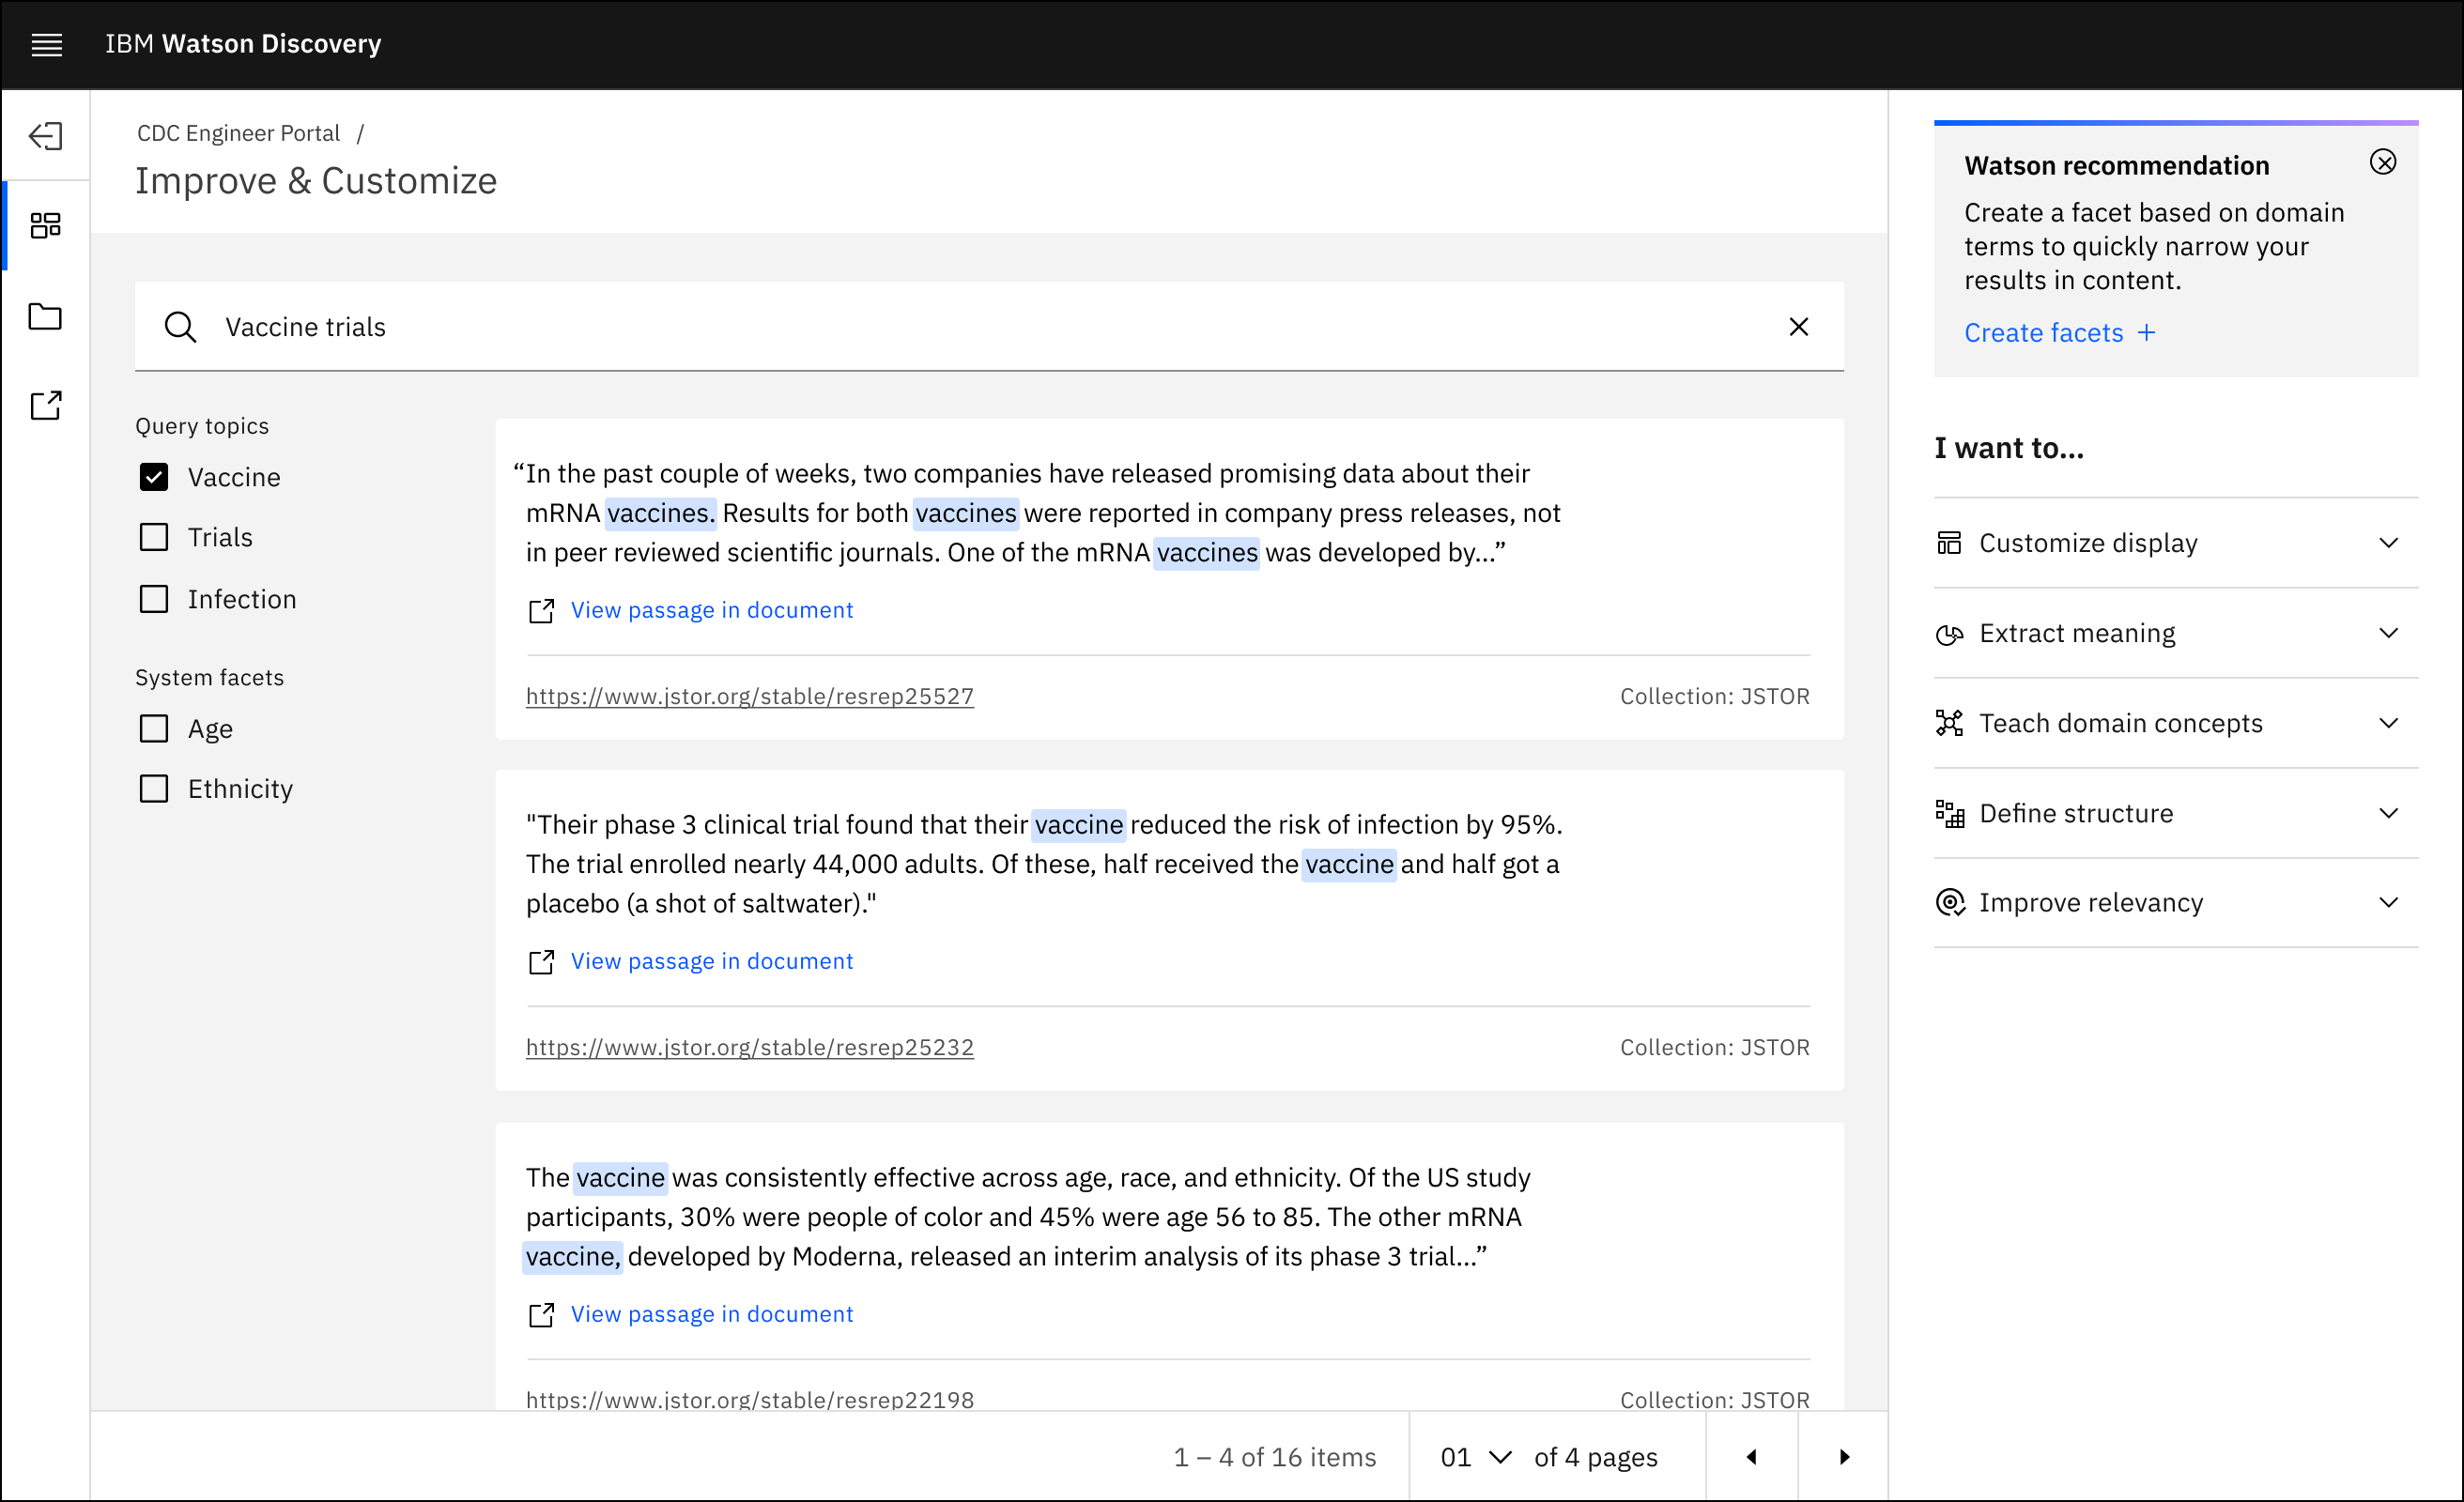 IBM Watson Discovery
CDC Engineer Portal /
Improve & Customize
Vaccine trials
Query topics
Vaccine
Trials
Infection
System facets
Age
Ethnicity
“In the past couple of weeks, two companies have released promising data about their
mRNA vaccines. Results for both vaccines were reported in company press releases, not
in peer reviewed scientific journals. One of the mRNA vaccines was developed by...”
View passage in document
https://www.jstor.org/stable/resrep25527
Collection: JSTOR
"Their phase 3 clinical trial found that their vaccine reduced the risk of infection by 95%.
The trial enrolled nearly 44,000 adults. Of these, half received the vaccine and half got a
placebo (a shot of saltwater)."
View passage in document
https://www.jstor.org/stable/resrep25232
Collection: JSTOR
The vaccine was consistently effective across age, race, and ethnicity. Of the US study
participants, 30% were people of color and 45% were age 56 to 85. The other mRNA
vaccine, developed by Moderna, released an interim analysis of its phase 3 trial...”
View passage in document
https://www.jstor.org/stable/resrep22198
Collection: JSTOR
1 – 4 of 16 items
01
of 4 pages
Watson recommendation
Create a facet based on domain
terms to quickly narrow your
results in content.
Create facets +
I want to...
Customize display
Extract meaning
Teach domain concepts
Define structure
Improve relevancy